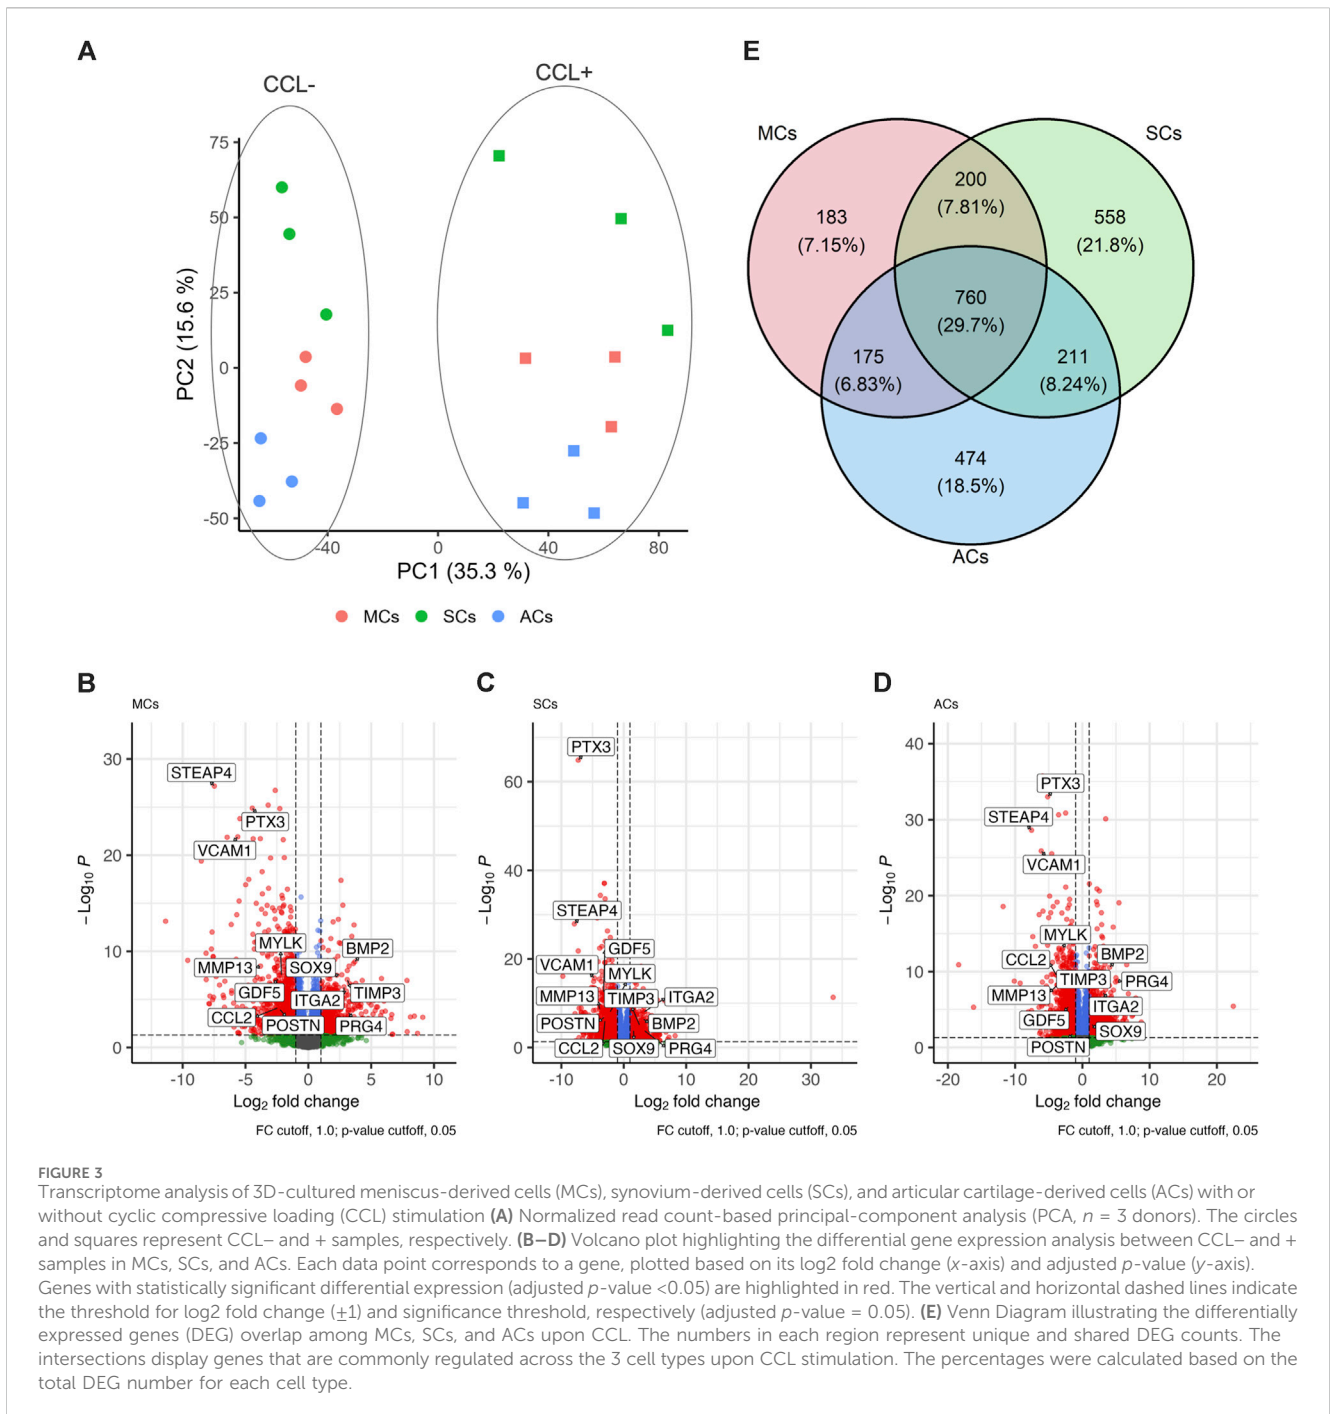 A
CCL-
CCL+
75
50
25
0
-25
-50
PC2 (15.6 %)
-40
0
40
80
PC1 (35.3 %)
MCs
SCs
ACs
E
MCs
SCs
200
(7.81%)
183
(7.15%)
558
(21.8%)
760
(29.7%)
175
(6.83%)
211
(8.24%)
474
(18.5%)
ACs
B
MCs
30
20
10
0
− Log10 P
STEAP4
PTX3
VCAM1
MYLK
BMP2
MMP13
SOX9
GDF5
TIMP3
ITGA2
CCL2
POSTN
PRG4
-10
-5
0
5
10
Log2 fold change
FC cutoff, 1.0; p-value cutfoff, 0.05
C
SCs
60
40
20
0
− Log10 P
PTX3
STEAP4
GDF5
VCAM1
MYLK
MMP13
TIMP3
ITGA2
POSTN
BMP2
CCL2
SOX9
PRG4
-10
0
10
20
30
Log2 fold change
FC cutoff, 1.0; p-value cutfoff, 0.05
D
ACs
40
30
20
10
0
− Log10 P
PTX3
STEAP4
VCAM1
MYLK
BMP2
CCL2
TIMP3
PRG4
MMP13
ITGA2
GDF5
SOX9
POSTN
-20
-10
0
10
20
Log2 fold change
FC cutoff, 1.0; p-value cutfoff, 0.05
FIGURE 3
Transcriptome analysis of 3D-cultured meniscus-derived cells (MCs), synovium-derived cells (SCs), and articular cartilage-derived cells (ACs) with or
without cyclic compressive loading (CCL) stimulation (A) Normalized read count-based principal-component analysis (PCA, n = 3 donors). The circles
and squares represent CCL– and + samples, respectively. (B–D) Volcano plot highlighting the differential gene expression analysis between CCL– and +
samples in MCs, SCs, and ACs. Each data point corresponds to a gene, plotted based on its log2 fold change (x-axis) and adjusted p-value (y-axis).
Genes with statistically significant differential expression (adjusted p-value <0.05) are highlighted in red. The vertical and horizontal dashed lines indicate
the threshold for log2 fold change (±1) and significance threshold, respectively (adjusted p-value = 0.05). (E) Venn Diagram illustrating the differentially
expressed genes (DEG) overlap among MCs, SCs, and ACs upon CCL. The numbers in each region represent unique and shared DEG counts. The
intersections display genes that are commonly regulated across the 3 cell types upon CCL stimulation. The percentages were calculated based on the
total DEG number for each cell type.